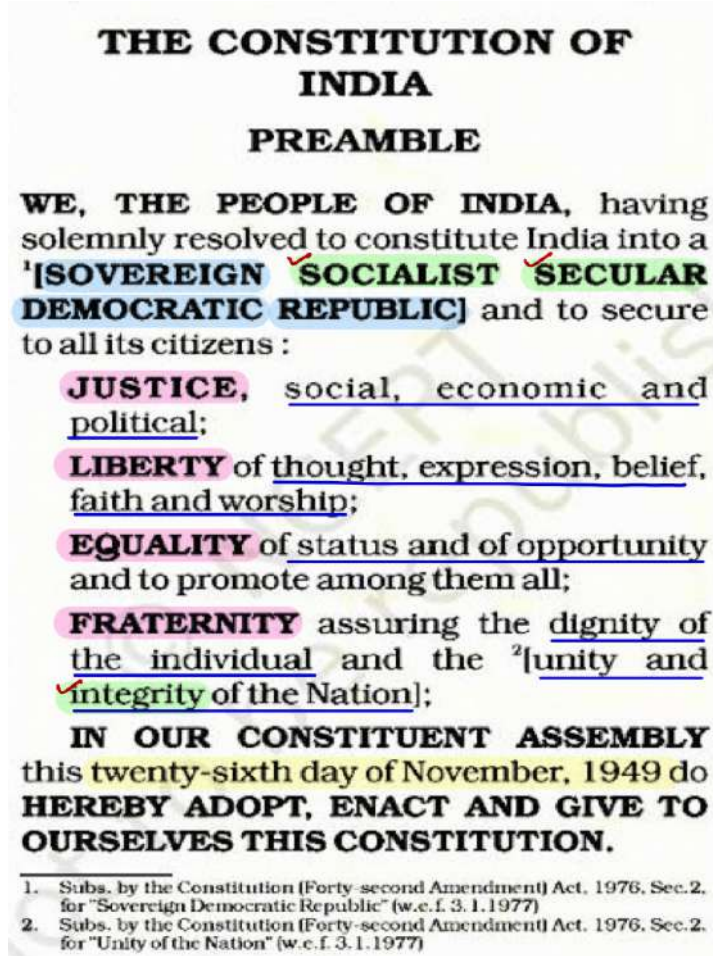 THE CONSTITUTION OF
INDIA
PREAMBLE
WE, THE PEOPLE OF INDIA, having
solemnly resolved to constitute India into a
¹[SOVEREIGN SOCIALIST SECULAR
DEMOCRATIC REPUBLIC] and to secure
to all its citizens :
JUSTICE, social, economic and
political;
LIBERTY of thought, expression, belief,
faith and worship;
EQUALITY of status and of opportunity
and to promote among them all;
FRATERNITY assuring the dignity of
the individual and the ²[unity and
integrity of the Nation];
IN OUR CONSTITUENT ASSEMBLY
this twenty-sixth day of November, 1949 do
HEREBY ADOPT, ENACT AND GIVE TO
OURSELVES THIS CONSTITUTION.
1. Subs. by the Constitution (Forty-second Amendment) Act, 1976, Sec.2,
for "Sovereign Democratic Republic" (w.e.f. 3.1.1977)
2. Subs. by the Constitution (Forty-second Amendment) Act, 1976, Sec.2,
for "Unity of the Nation" (w.e.f. 3.1.1977)